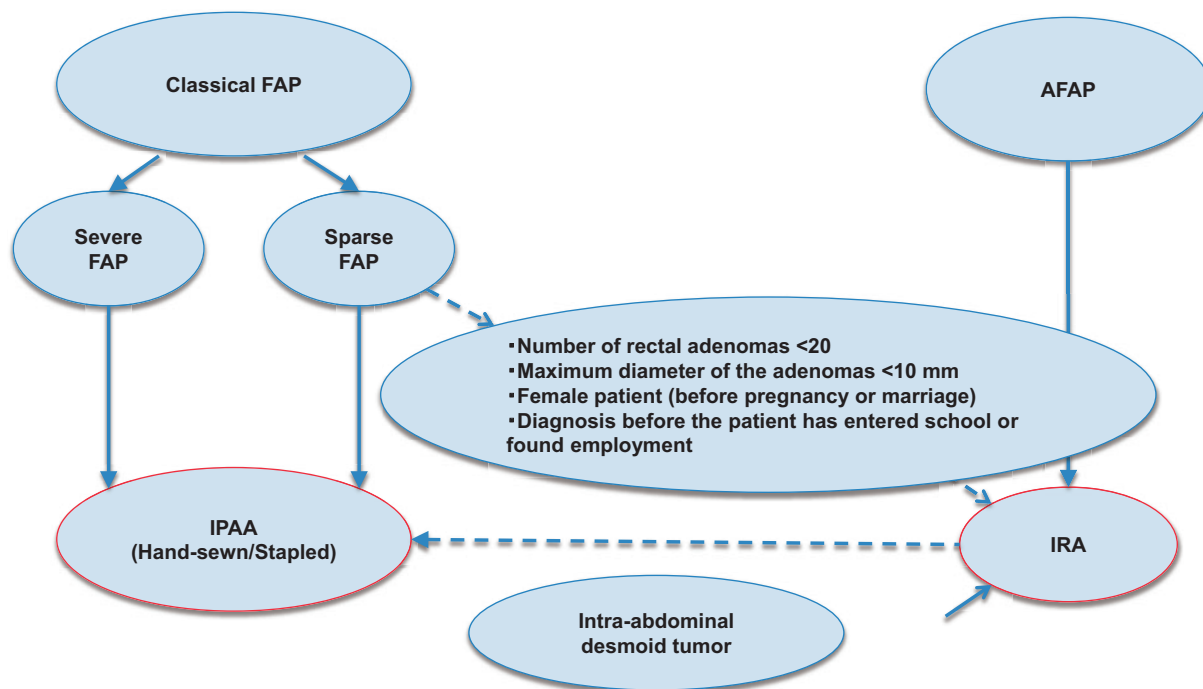 Classical FAP
AFAP
Severe
FAP
Sparse
FAP
・Number of rectal adenomas <20
・Maximum diameter of the adenomas <10 mm
・Female patient (before pregnancy or marriage)
・Diagnosis before the patient has entered school or
found employment
IPAA
(Hand-sewn/Stapled)
IRA
Intra-abdominal
desmoid tumor